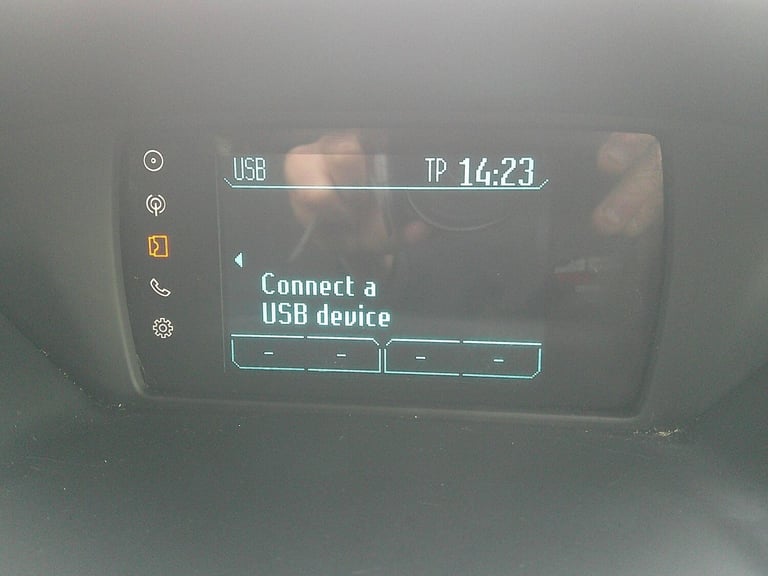 USB TP 14:23
Connect a
USB device
- - - -